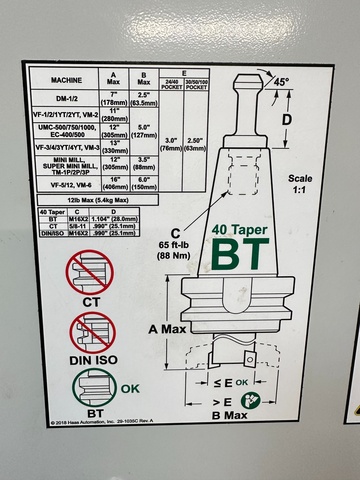 MACHINE A Max B Max E
24/40 POCKET 30/50/100 POCKET
DM-1/2 7" (178mm) 2.5" (63.5mm)
VF-1/2/1YT/2YT, VM-2 11" (280mm)
UMC-500/750/1000, EC-400/500 12" (305mm) 5.0" (127mm)
VF-3/4/3YT/4YT, VM-3 13" (330mm)
3.0" (76mm) 2.50" (63mm)
MINI MILL, SUPER MINI MILL, TM-1P/2P/3P 12" (305mm) 3.5" (88mm)
VF-5/12, VM-6 16" (406mm) 6.0" (150mm)
12lb Max (5.4kg Max)
40 Taper C D
BT M16X2 1.104" (28.0mm)
CT 5/8-11 .990" (25.1mm)
DIN/ISO M16X2 .990" (25.1mm)
45°
D
Scale
1:1
C
65 ft-lb
(88 Nm)
40 Taper
BT
CT
DIN ISO
OK
BT
A Max
≤ E OK
> E
B Max
© 2018 Haas Automation, Inc. 29-1036C Rev. A